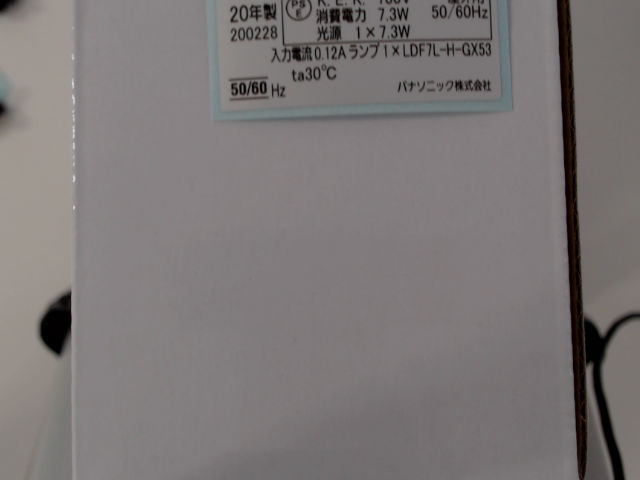 20年製
200228
PS
E
消費電力 7.3W 50/60Hz
光源 1×7.3W
入力電流0.12A ランプ1×LDF7L-H-GX53
ta30℃
50/60 Hz
パナソニック株式会社